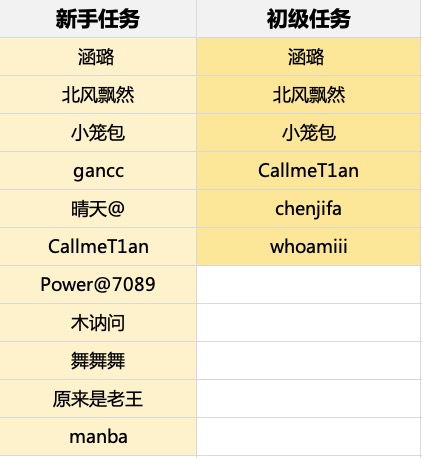 新手任务 初级任务
涵璐 涵璐
北风飘然 北风飘然
小笼包 小笼包
gancc CallmeT1an
晴天@ chenjifa
CallmeT1an whoamiii
Power@7089
木讷问
舞舞舞
原来是老王
manba